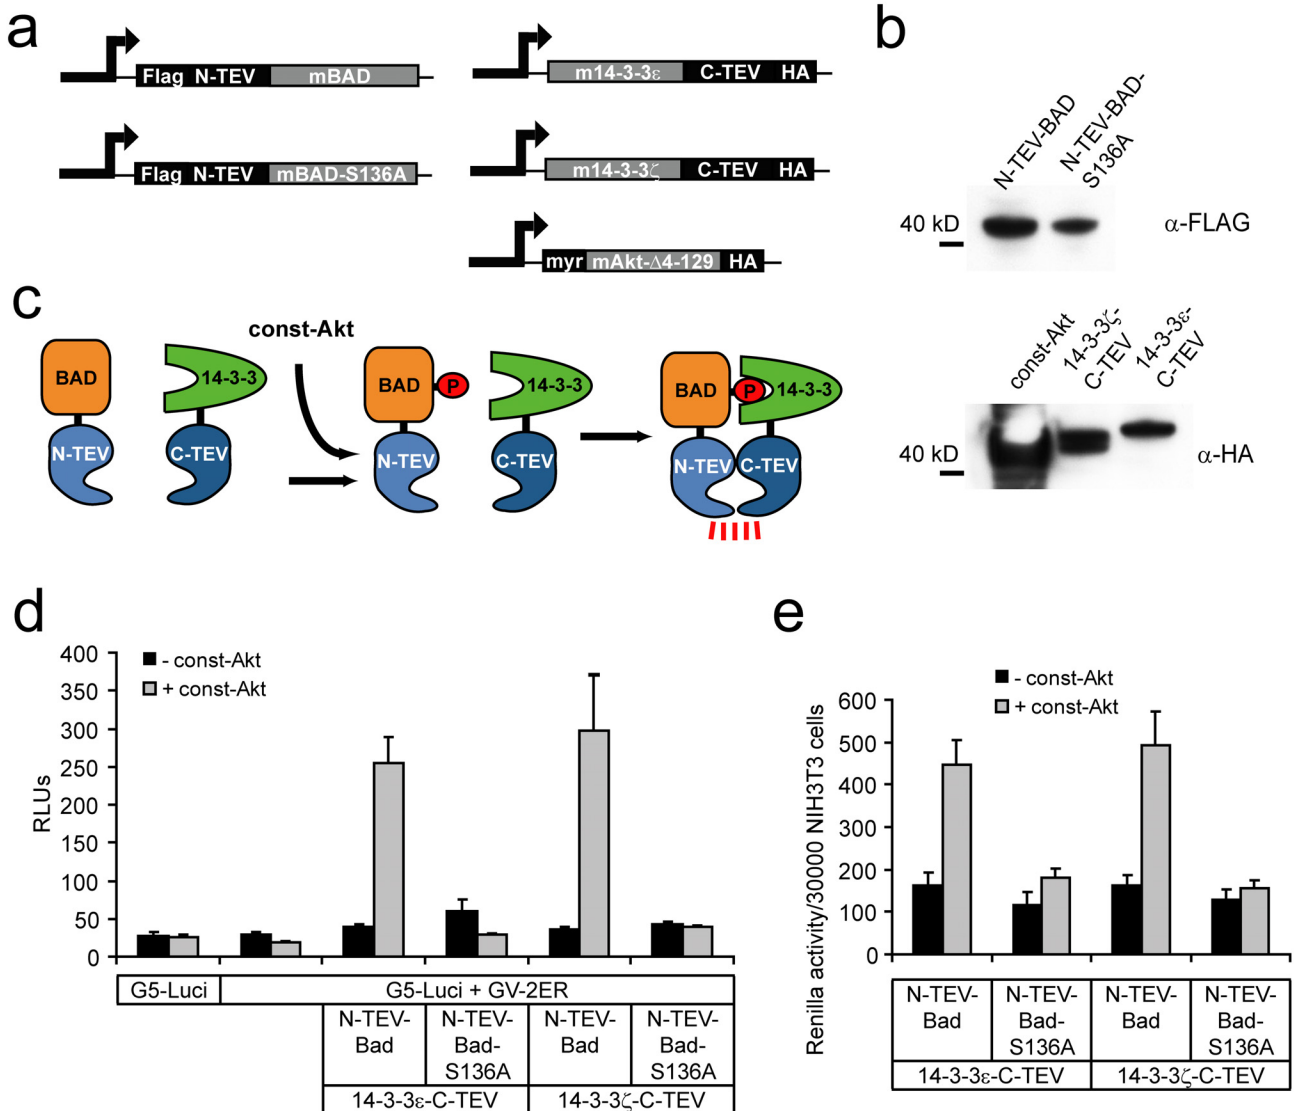 a
Flag N-TEV mBAD
m14-3-3ε C-TEV HA
Flag N-TEV mBAD-S136A
m14-3-3ζ C-TEV HA
myr mAkt-Δ4-129 HA
b
N-TEV-BAD
N-TEV-BAD-
S136A
40 kD
α-FLAG
const-Akt
14-3-3ζ-
C-TEV
14-3-3ε-
C-TEV
40 kD
α-HA
c
const-Akt
BAD
14-3-3
N-TEV
C-TEV
BAD
P
14-3-3
N-TEV
C-TEV
BAD
P
14-3-3
N-TEV
C-TEV
d
RLUs
400
350
300
250
200
150
100
50
0
- const-Akt
+ const-Akt
G5-Luci
G5-Luci + GV-2ER
N-TEV-
Bad
N-TEV-
Bad-
S136A
N-TEV-
Bad
N-TEV-
Bad-
S136A
14-3-3ε-C-TEV
14-3-3ζ-C-TEV
e
Renilla activity/30000 NIH3T3 cells
600
500
400
300
200
100
0
- const-Akt
+ const-Akt
N-TEV-
Bad
N-TEV-
Bad-
S136A
N-TEV-
Bad
N-TEV-
Bad-
S136A
14-3-3ε-C-TEV
14-3-3ζ-C-TEV